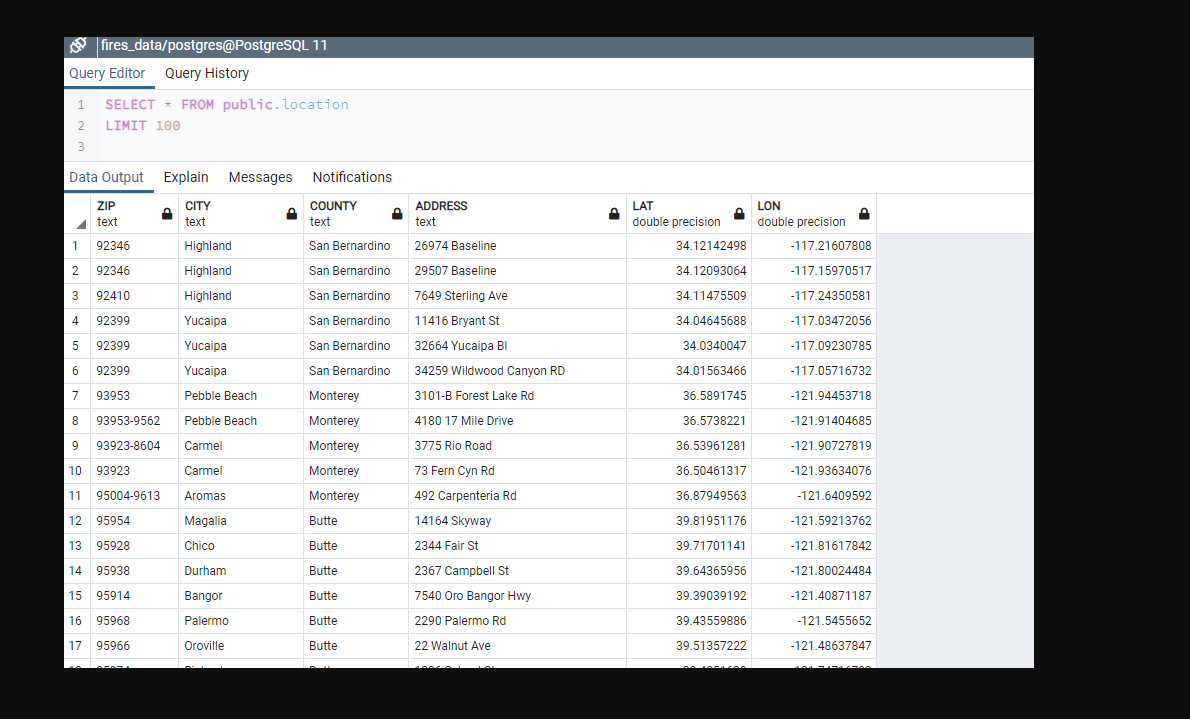 fires_data/postgres@PostgreSQL 11
Query Editor Query History
1 SELECT * FROM public.location
2 LIMIT 100
3
Data Output Explain Messages Notifications
ZIP CITY COUNTY ADDRESS LAT LON
text text text text double precision double precision
1 92346 Highland San Bernardino 26974 Baseline 34.12142498 -117.21607808
2 92346 Highland San Bernardino 29507 Baseline 34.12093064 -117.15970517
3 92410 Highland San Bernardino 7649 Sterling Ave 34.11475509 -117.24350581
4 92399 Yucaipa San Bernardino 11416 Bryant St 34.04645688 -117.03472056
5 92399 Yucaipa San Bernardino 32664 Yucaipa Bl 34.0340047 -117.09230785
6 92399 Yucaipa San Bernardino 34259 Wildwood Canyon RD 34.01563466 -117.05716732
7 93953 Pebble Beach Monterey 3101-B Forest Lake Rd 36.5891745 -121.94453718
8 93953-9562 Pebble Beach Monterey 4180 17 Mile Drive 36.5738221 -121.91404685
9 93923-8604 Carmel Monterey 3775 Rio Road 36.53961281 -121.90727819
10 93923 Carmel Monterey 73 Fern Cyn Rd 36.50461317 -121.93634076
11 95004-9613 Aromas Monterey 492 Carpenteria Rd 36.87949563 -121.6409592
12 95954 Magalia Butte 14164 Skyway 39.81951176 -121.59213762
13 95928 Chico Butte 2344 Fair St 39.71701141 -121.81617842
14 95938 Durham Butte 2367 Campbell St 39.64365956 -121.80024484
15 95914 Bangor Butte 7540 Oro Bangor Hwy 39.39039192 -121.40871187
16 95968 Palermo Butte 2290 Palermo Rd 39.43559886 -121.5455652
17 95966 Oroville Butte 22 Walnut Ave 39.51357222 -121.48637847